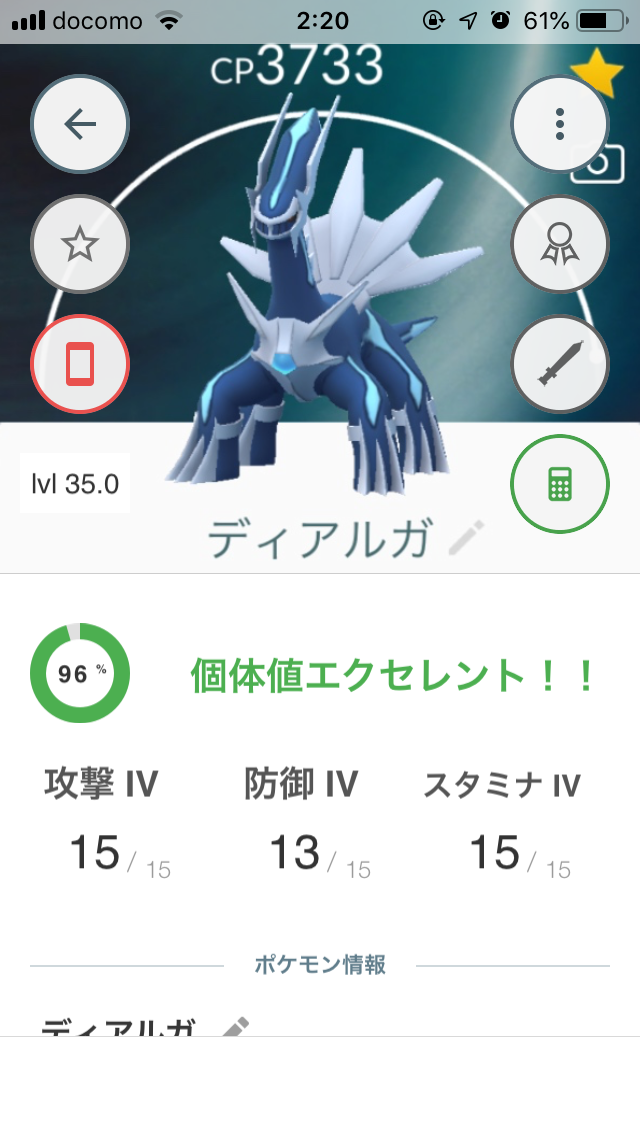 docomo 2:20 61%
CP3733
lvl 35.0
ディアルガ
96 %
個体値エクセレント！！
攻撃 IV 防御 IV スタミナ IV
15 / 15 13 / 15 15 / 15
ポケモン情報
ディアルガ